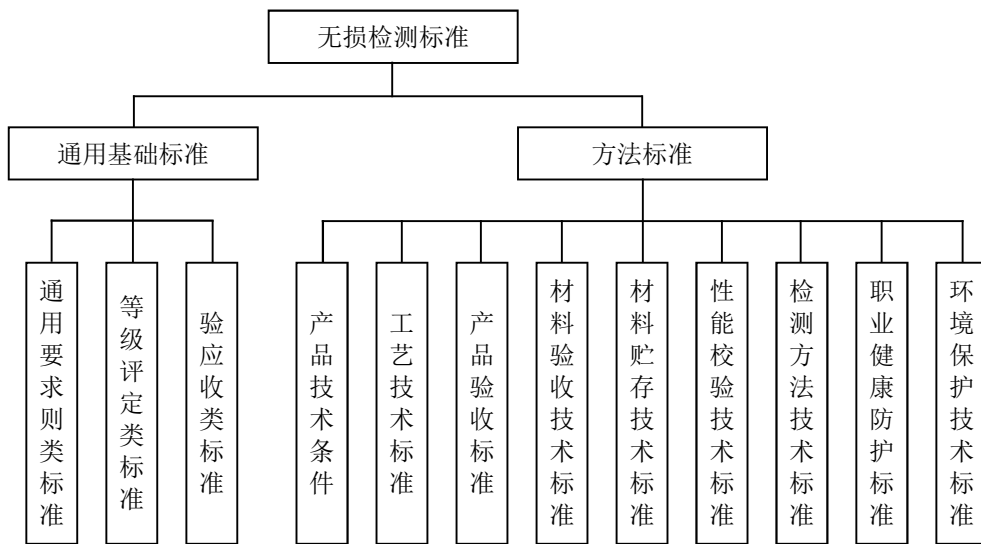 无损检测标准
通用基础标准
方法标准
通用要求则类标准
等级评定类标准
验应收类标准
产品技术条件
工艺技术标准
产品验收标准
材料验收技术标准
材料贮存技术标准
性能校验技术标准
检测方法技术标准
职业健康防护标准
环境保护技术标准